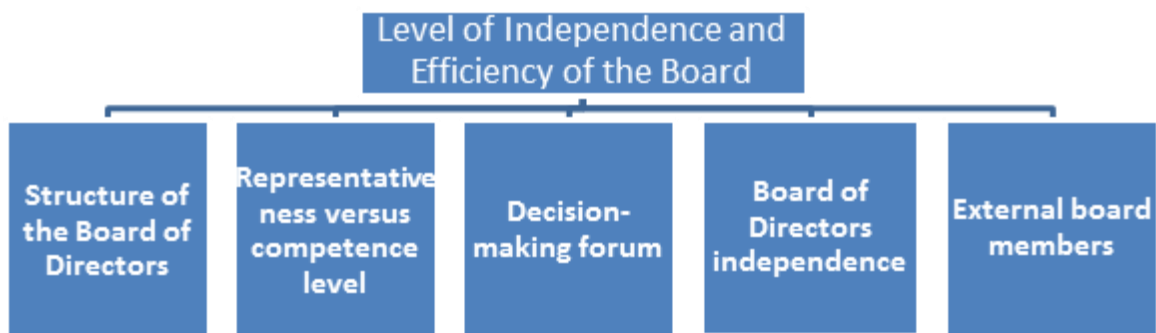 Level of Independence and
Efficiency of the Board
Structure of
the Board of
Directors
Representative
ness versus
competence
level
Decision-
making forum
Board of
Directors
independence
External board
members